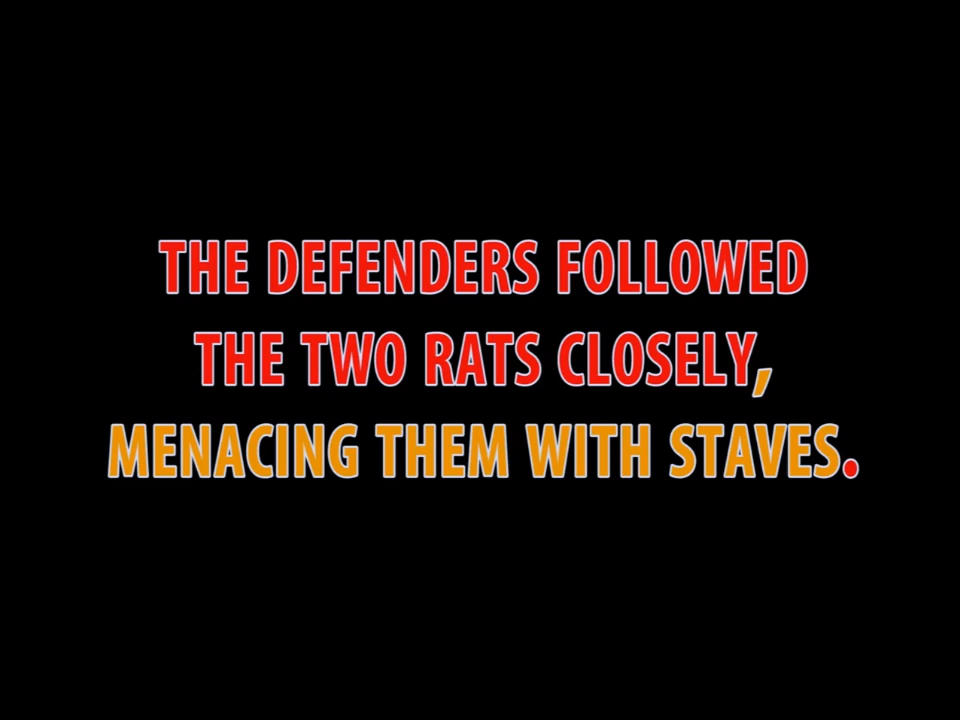 THE DEFENDERS FOLLOWED
THE TWO RATS CLOSELY,
MENACING THEM WITH STAVES.